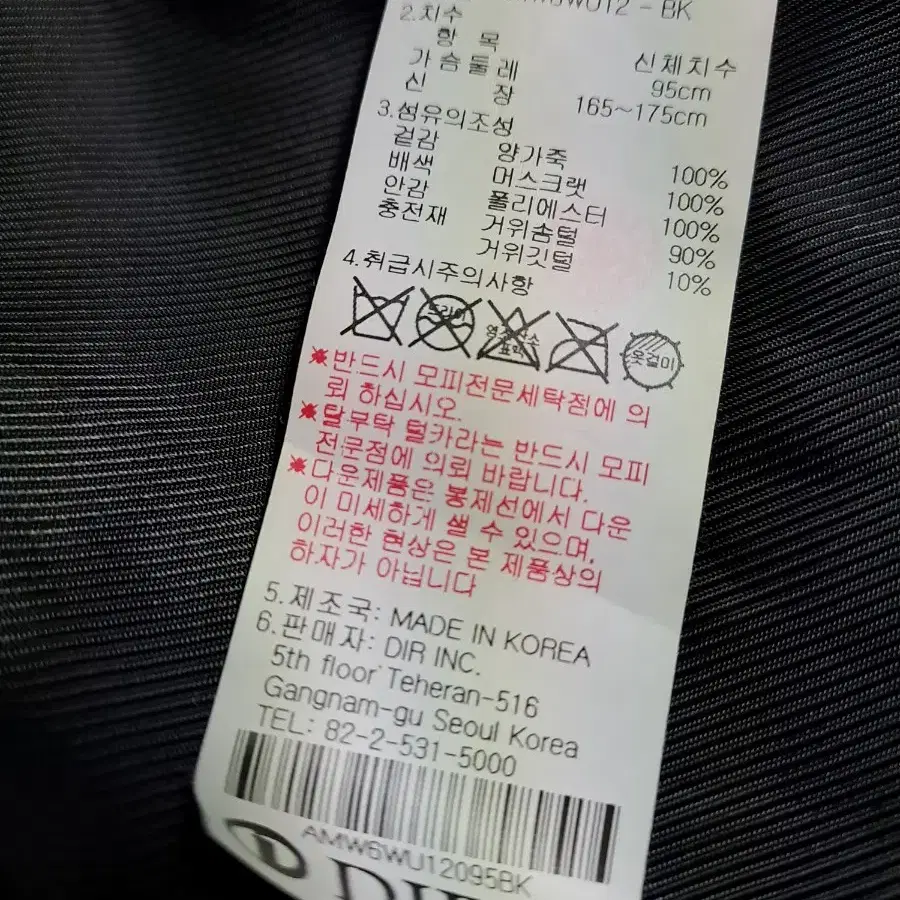 2.치수
항 목 신체치수
가슴둘레 95cm
신 장 165~175cm
3.섬유의조성
겉감 양가죽 100%
배색 머스크랫 100%
안감 폴리에스터 100%
충전재 거위솜털 90%
거위깃털 10%
4.취급시주의사항
드라이
염소산소
표백
옷걸이
※반드시 모피전문세탁점에 의
뢰 하십시오.
※탈부탁 털카라는 반드시 모피
전문점에 의뢰 바랍니다.
※다운제품은 봉제선에서 다운
이 미세하게 샐 수 있으며,
이러한 현상은 본 제품상의
하자가 아닙니다
5.제조국: MADE IN KOREA
6.판매자: DIR INC.
5th floor Teheran-516
Gangnam-gu Seoul Korea
TEL: 82-2-531-5000
AMW6WU12095BK